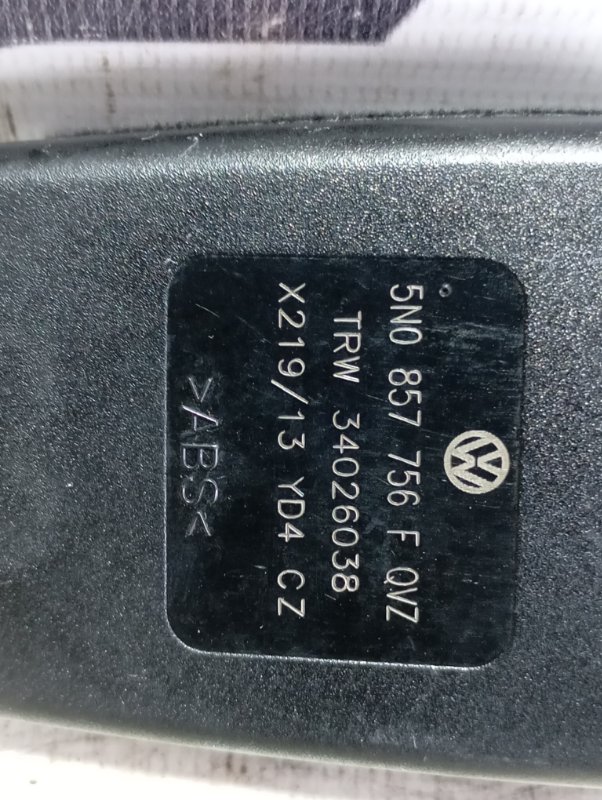 5N0 857 756 F QVZ
TRW 34026038
X219/13 YD4 CZ
>ABS<